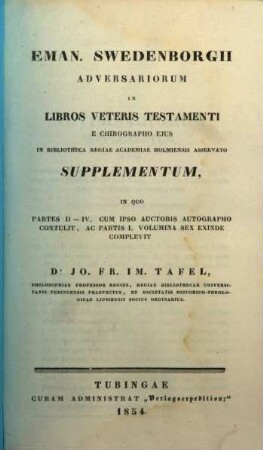 EMAN. SWEDENBORGII
ADVERSARIORUM
IN
LIBROS VETERIS TESTAMENTI
E CHIROGRAPHO EJUS
IN BIBLIOTHECA REGIAE ACADEMIAE HOLMIENSIS ASSERVATO
SUPPLEMENTUM,
IN QUO
PARTES II—IV. CUM IPSO AUCTORIS AUTOGRAPHO
CONTULIT, AC PARTIS I. VOLUMINA SEX EXINDE
COMPLEVIT
Dr JO. FR. IM. TAFEL,
PHILOSOPHIAE PROFESSOR REGIUS, REGIAE BIBLIOTHECAE UNIVERSI-
TATIS TUBINGENSIS PRAEFECTUS, ET SOCIETATIS HISTORICO-THEOLO-
GICAE LIPSIENSIS SOCIUS ORDINARIUS.
TUBINGAE
CURAM ADMINISTRAT „Verlagsexpedition;“
1854